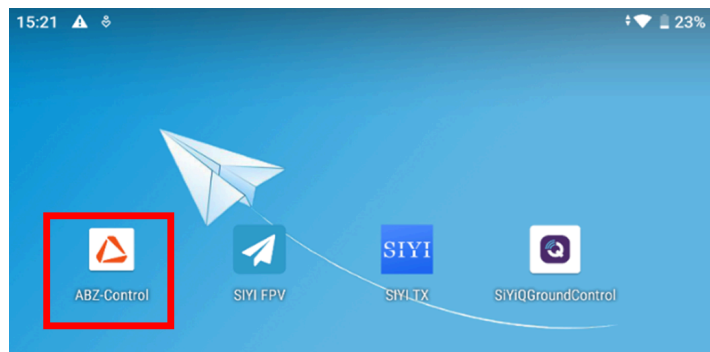 15:21 23%
SIYI
ABZ-Control SIYI FPV SIYI TX SiYiQGroundControl